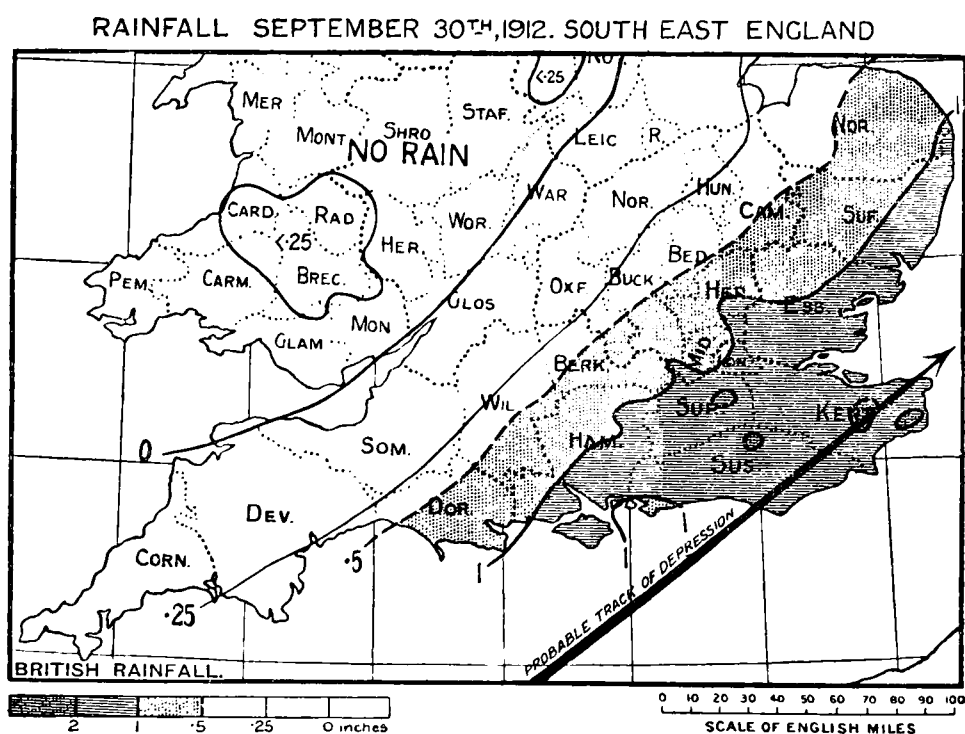 RAINFALL SEPTEMBER 30TH, 1912. SOUTH EAST ENGLAND
<.25
MER
STAF.
MONT
SHRO
LEIC
R.
NOR.
NO RAIN
WAR
HUN.
NOR.
CARD.
RAD
WOR.
CAM.
SUF.
<.25
HER.
BED.
PEM.
CARM.
BREC.
OXF
BUCK
HER.
ESS.
MON
GLOS
GLAM
MID.
BERK.
WIL
SUR.
KENT
SOM.
HAM.
SUS.
0
DEV.
DOR.
CORN.
.5
1
1
1
.25
PROBABLE TRACK OF DEPRESSION
BRITISH RAINFALL.
2 1 .5 .25 0 inches
0 10 20 30 40 50 60 70 80 90 100
SCALE OF ENGLISH MILES